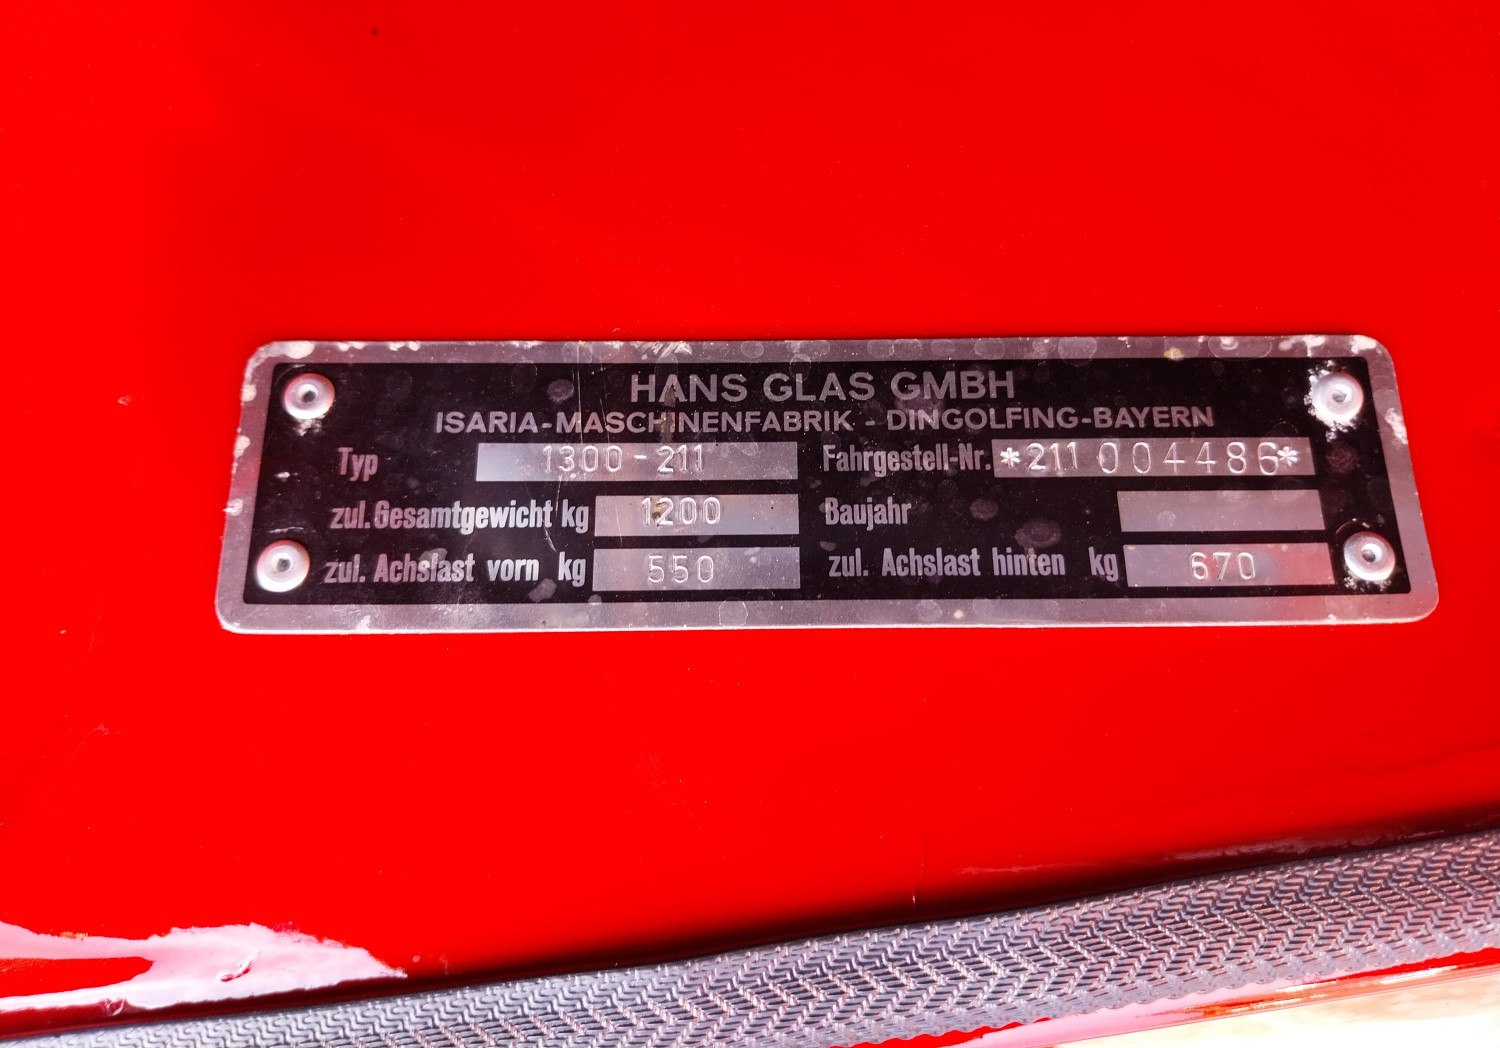 HANS GLAS GMBH
ISARIA-MASCHINENFABRIK - DINGOLFING-BAYERN
Typ 1300-211 Fahrgestell-Nr. *211 004486*
zul. Gesamtgewicht kg 1200 Baujahr
zul. Achslast vorn kg 550 zul. Achslast hinten kg 670